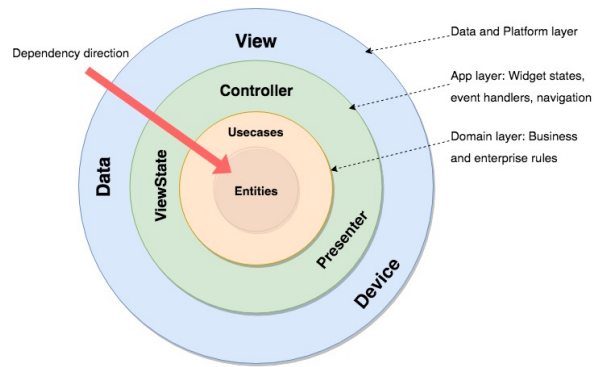 View
Data and Platform layer
Dependency direction
Controller
App layer: Widget states,
event handlers, navigation
Usecases
Domain layer: Business
and enterprise rules
Data
ViewState
Entities
Presenter
Device